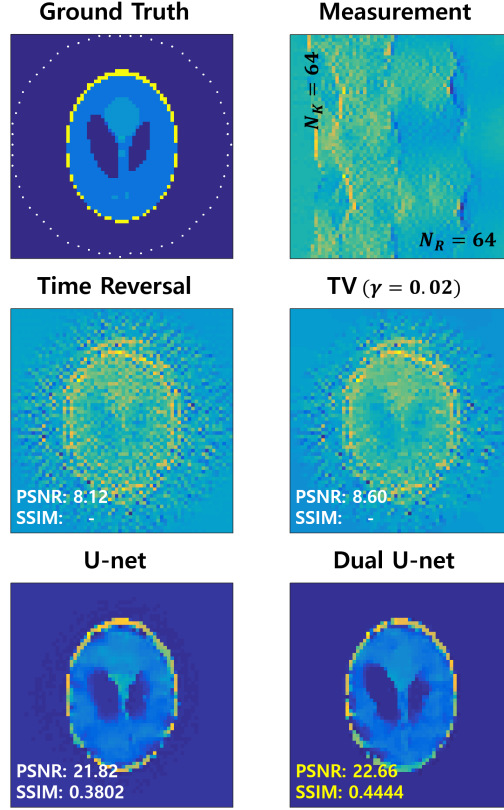 Ground Truth
Measurement
N_K = 64
N_R = 64
Time Reversal
TV (γ = 0.02)
PSNR: 8.12
SSIM: -
PSNR: 8.60
SSIM: -
U-net
Dual U-net
PSNR: 21.82
SSIM: 0.3802
PSNR: 22.66
SSIM: 0.4444